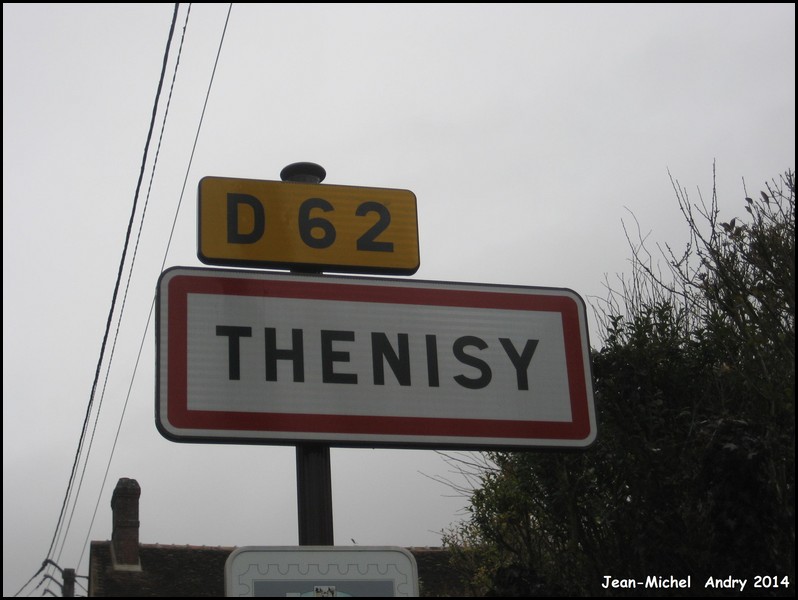 D 62
THENISY
Jean-Michel Andry 2014